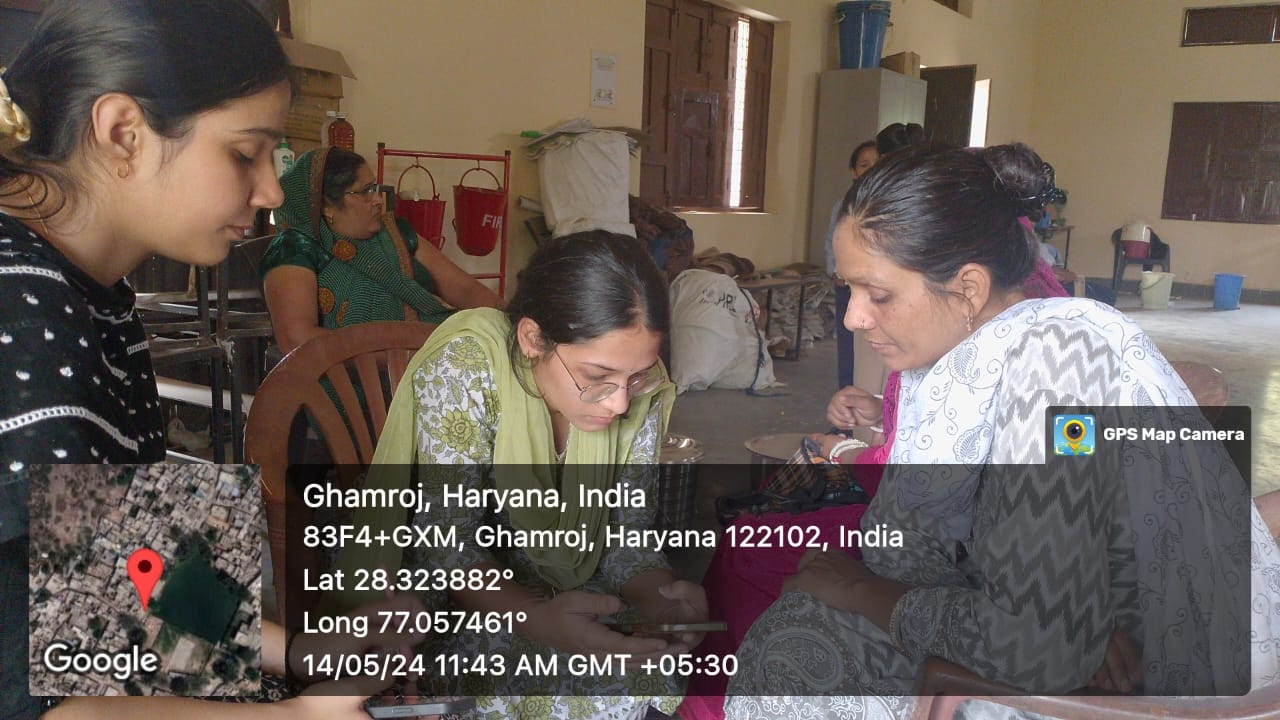 FIR
GPS Map Camera
Ghamroj, Haryana, India
83F4+GXM, Ghamroj, Haryana 122102, India
Lat 28.323882°
Long 77.057461°
14/05/24 11:43 AM GMT +05:30
Google